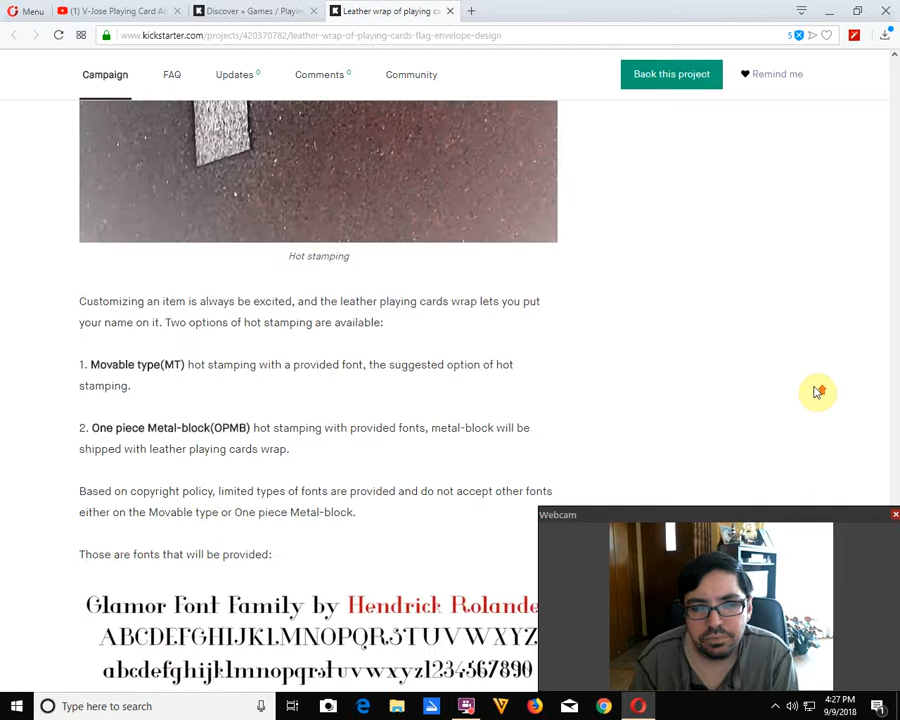 Menu
(1) V-Jose Playing Card A
Discover » Games / Playin
Leather wrap of playing ca
www.kickstarter.com/projects/420370782/leather-wrap-of-playing-cards-flag-envelope-design
5
Campaign
FAQ
Updates 0
Comments 0
Community
Back this project
Remind me
Hot stamping
Customizing an item is always be excited, and the leather playing cards wrap lets you put
your name on it. Two options of hot stamping are available:
1. Movable type(MT) hot stamping with a provided font, the suggested option of hot
stamping.
2. One piece Metal-block(OPMB) hot stamping with provided fonts, metal-block will be
shipped with leather playing cards wrap.
Based on copyright policy, limited types of fonts are provided and do not accept other fonts
either on the Movable type or One piece Metal-block.
Those are fonts that will be provided:
Glamor Font Family by Hendrick Rolande
ABCDEFGHIJKLMNOPQRSTUVWXYZ
abcdefghijklmnopqrstuvwxyz1234567890
Webcam
Type here to search
4:27 PM
9/9/2018
1